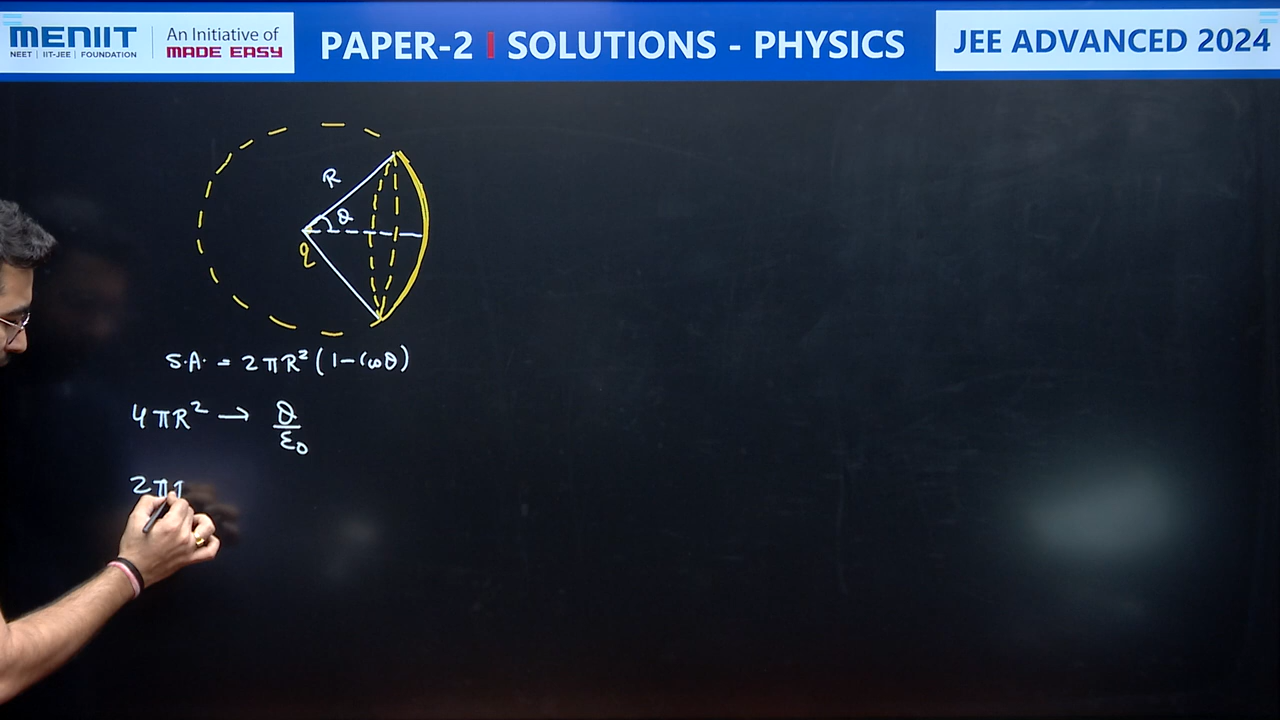 MENIIT
NEET | IIT-JEE | FOUNDATION
An Initiative of
MADE EASY
PAPER-2 | SOLUTIONS - PHYSICS
JEE ADVANCED 2024
R
θ
q
S.A. = 2πR²(1-Cosθ)
4πR² → Q/ε₀
2π